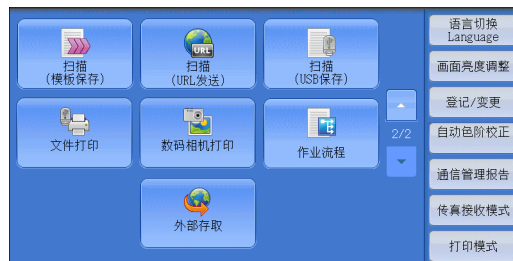 扫描
(模板保存)
URL
扫描
(URL发送)
扫描
(USB保存)
文件打印
数码相机打印
作业流程
2/2
外部存取
语言切换
Language
画面亮度调整
登记/变更
自动色阶校正
通信管理报告
传真接收模式
打印模式